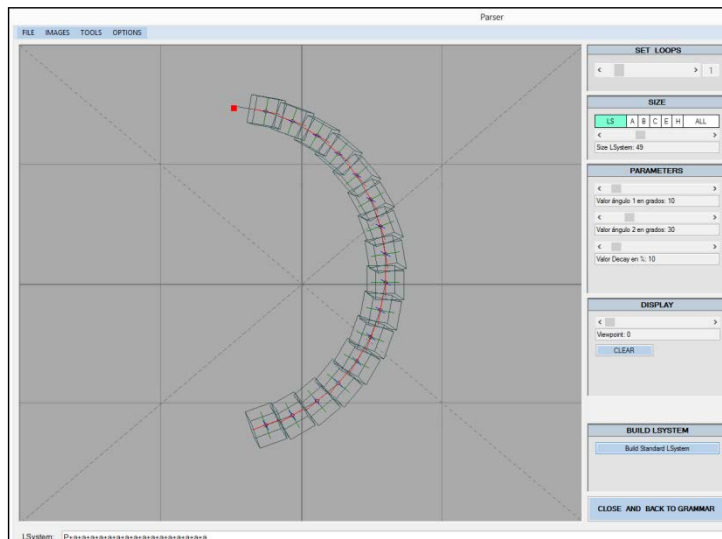 Parser
FILE IMAGES TOOLS OPTIONS
SET LOOPS
< > 1
SIZE
LS A B C E H ALL
< >
Size LSystem: 49
PARAMETERS
< >
Valor ángulo 1 en grados: 10
< >
Valor ángulo 2 en grados: 30
< >
Valor Decay en %: 10
DISPLAY
< >
Viewpoint: 0
CLEAR
BUILD LSYSTEM
Build Standard LSystem
CLOSE AND BACK TO GRAMMAR
LSystem: